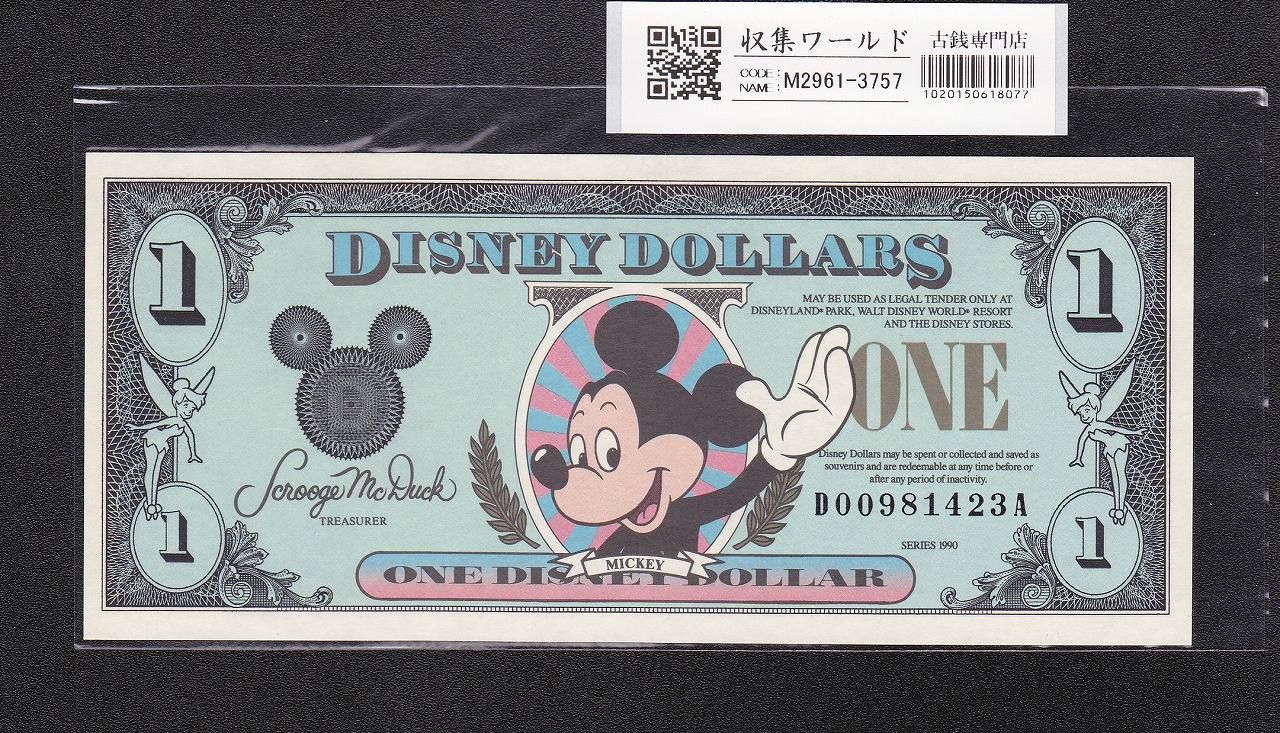 収集ワールド 古銭専門店
CODE:
NAME: M2961-3757
1020150618077
DISNEY DOLLARS
1
1
MAY BE USED AS LEGAL TENDER ONLY AT
DISNEYLAND® PARK, WALT DISNEY WORLD® RESORT
AND THE DISNEY STORES.
ONE
Disney Dollars may be spent or collected and saved as
souvenirs and are redeemable at any time before or
after any period of inactivity.
Scrooge McDuck
TREASURER
D00981423A
1
1
SERIES 1990
MICKEY
ONE DISNEY DOLLAR